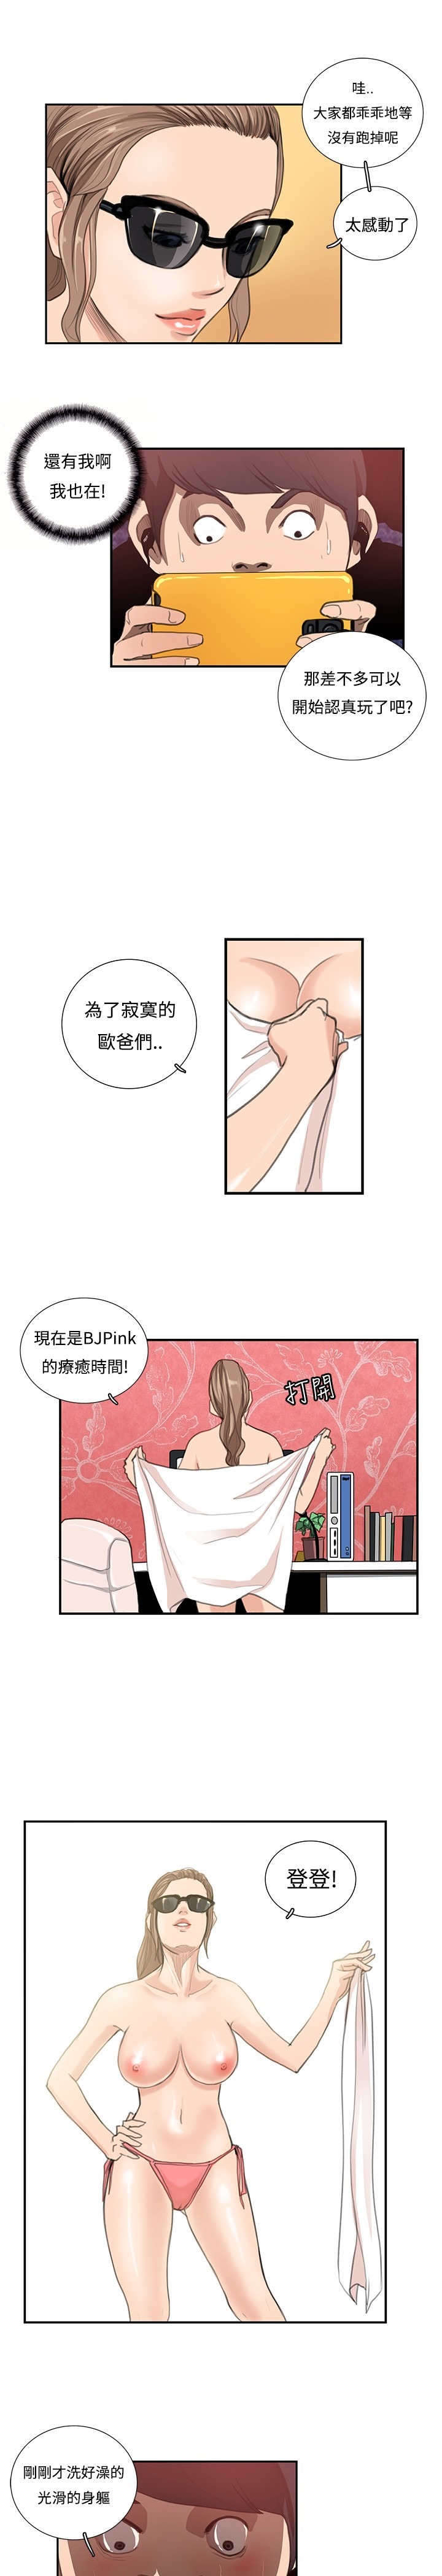 哇..
大家都乖乖地等
沒有跑掉呢
太感動了
還有我啊
我也在!
那差不多可以
開始認真玩了吧?
為了寂寞的
歐爸們..
現在是BJPink
的療癒時間!
打開
登登!
剛剛才洗好澡的
光滑的身軀